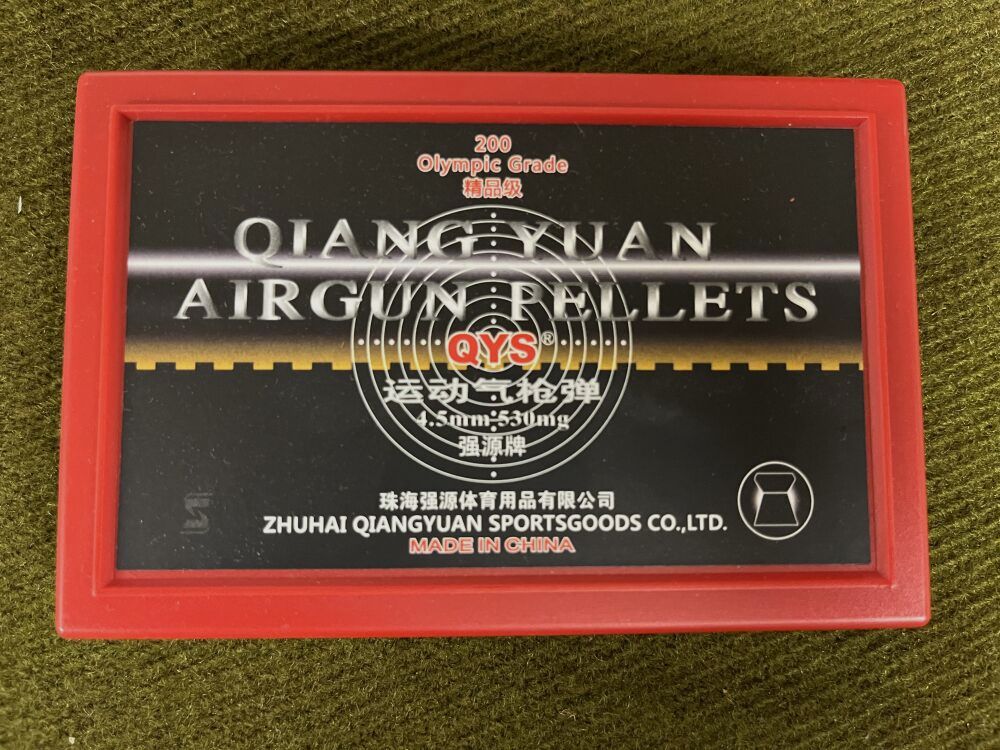 200
Olympic Grade
精品级
QIANG YUAN
AIRGUN PELLETS
QYS®
运动气枪弹
4.5mm 530mg
强源牌
珠海强源体育用品有限公司
ZHUHAI QIANGYUAN SPORTSGOODS CO.,LTD.
MADE IN CHINA